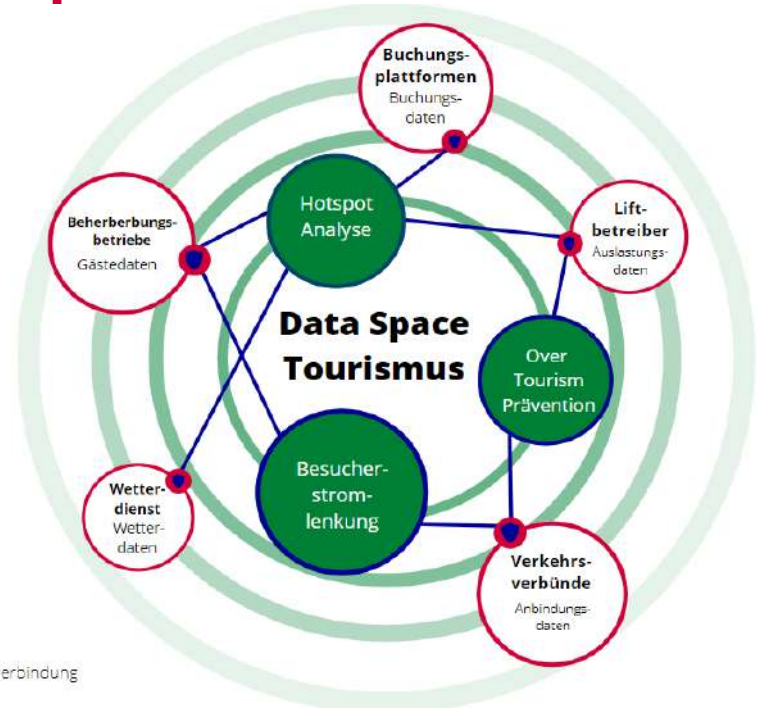 Buchungs-
plattformen
Buchungs-
daten
Hotspot
Analyse
Lift-
betreiber
Auslastungs-
daten
Beherberbungs-
betriebe
Gästedaten
Data Space
Tourismus
Over
Tourism
Prävention
Besucher-
strom-
lenkung
Wetter-
dienst
Wetter-
daten
Verkehrs-
verbünde
Anbindungs-
daten
erbindung